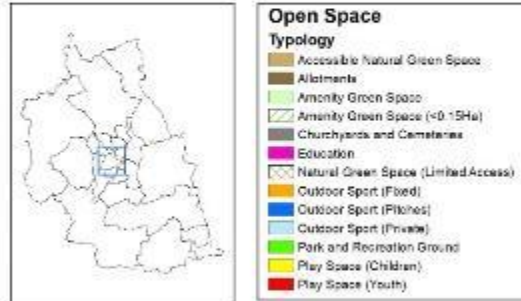 Open Space
Typology
Accessible Natural Green Space
Allotments
Amenity Green Space
Amenity Green Space (<0.15Ha)
Churchyards and Cemeteries
Education
Natural Green Space (Limited Access)
Outdoor Sport (Fixed)
Outdoor Sport (Pitches)
Outdoor Sport (Private)
Park and Recreation Ground
Play Space (Children)
Play Space (Youth)